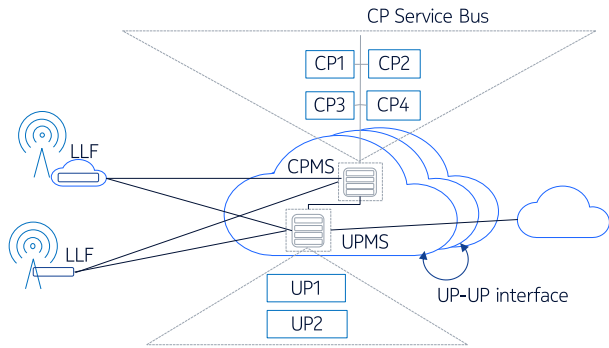 CP Service Bus
CP1
CP2
CP3
CP4
LLF
CPMS
LLF
UPMS
UP-UP interface
UP1
UP2